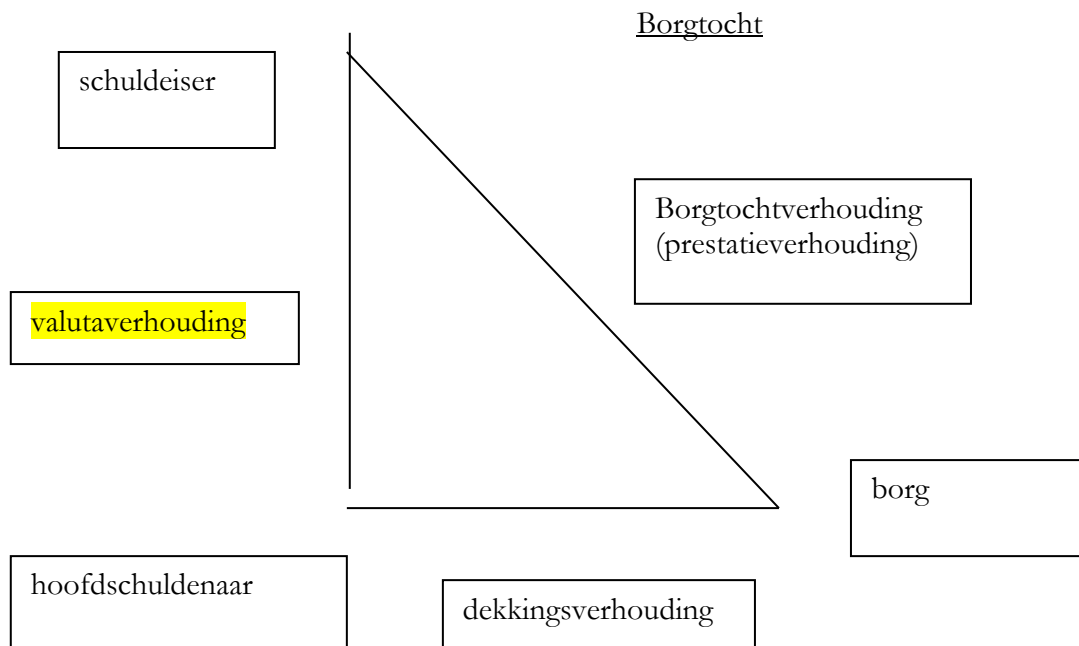 Borgtocht
schuldeiser
Borgtochtverhouding
(prestatieverhouding)
valutaverhouding
borg
hoofdschuldenaar
dekkingsverhouding